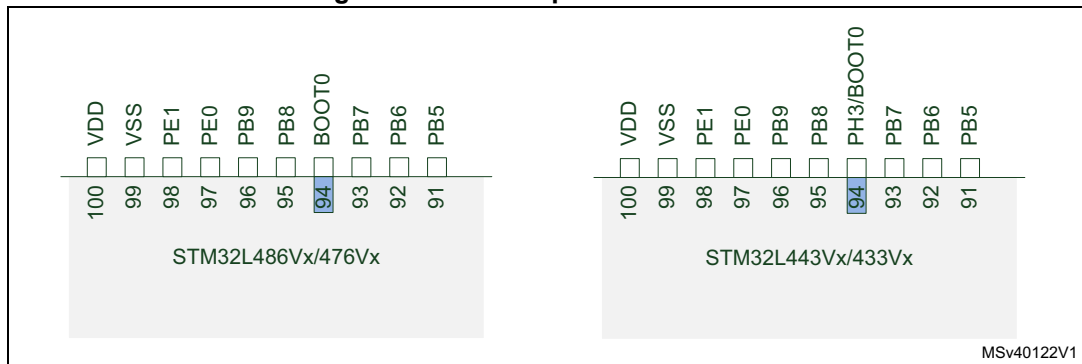 VDD
VSS
PE1
PE0
PB9
PB8
BOOT0
PB7
PB6
PB5
100
99
98
97
96
95
94
93
92
91
STM32L486Vx/476Vx
VDD
VSS
PE1
PE0
PB9
PB8
PH3/BOOT0
PB7
PB6
PB5
100
99
98
97
96
95
94
93
92
91
STM32L443Vx/433Vx
MSv40122V1